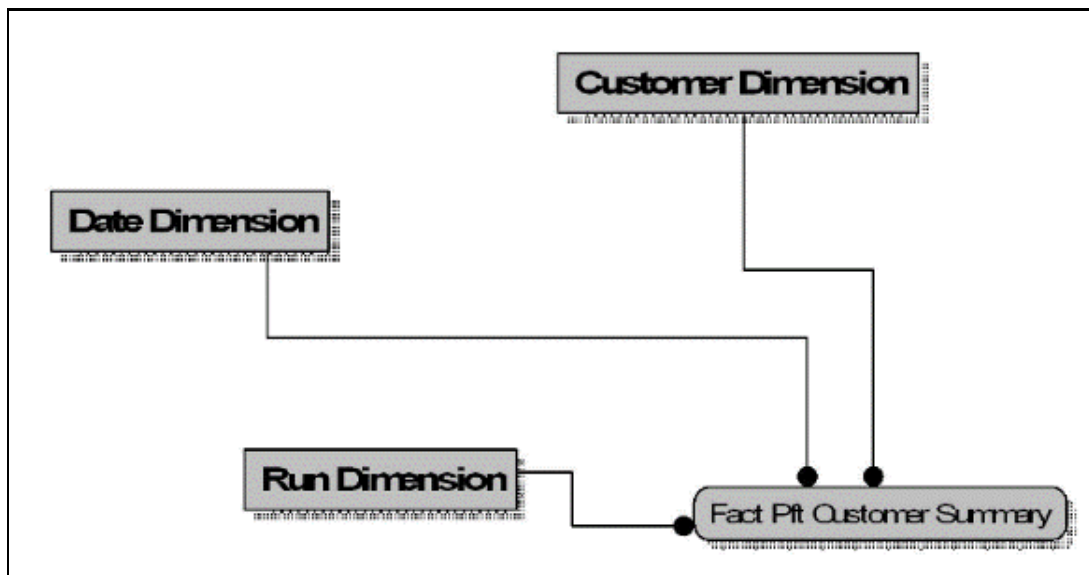 Customer Dimension
Date Dimension
Run Dimension
Fact Pft Customer Summary